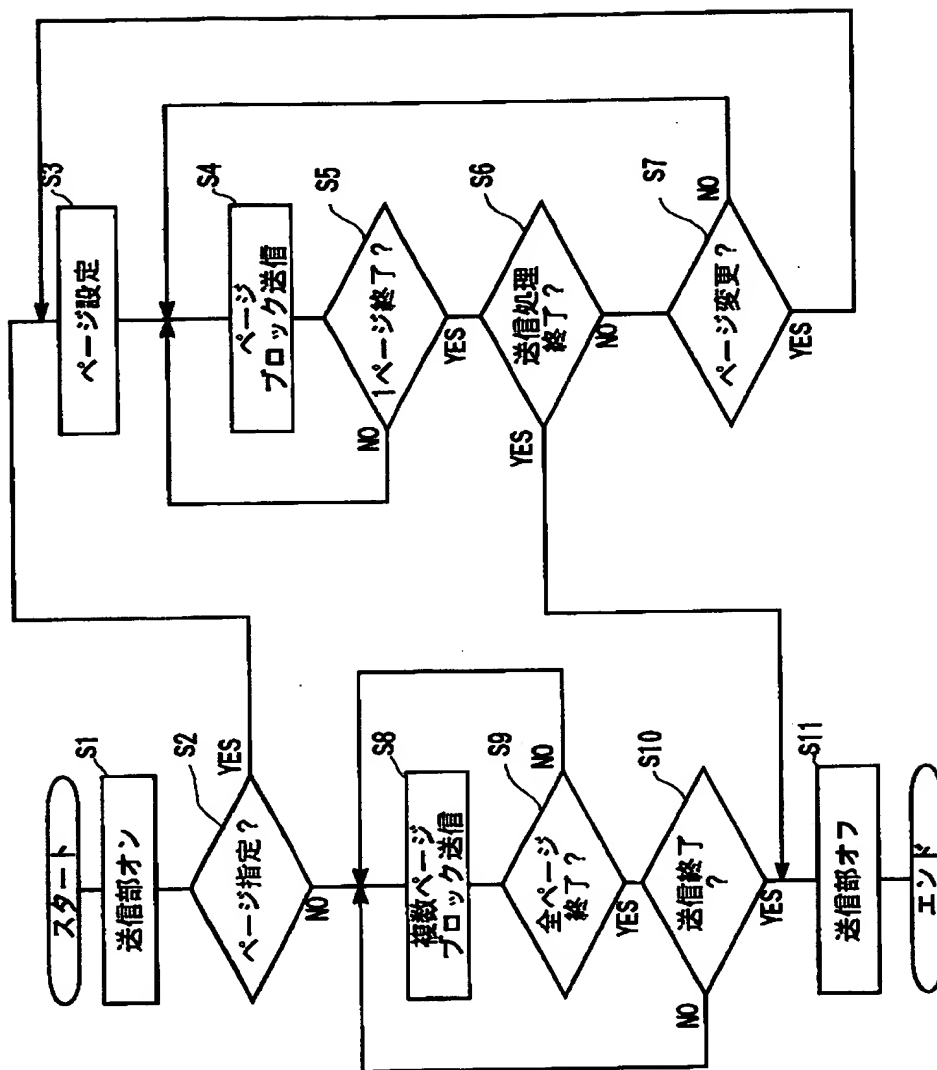 スタート
S1
送信部オン
S2
ページ指定?
YES
NO
S8
複数ページ
ブロック送信
S9
全ページ
終了?
NO
YES
S10
送信終了
?
NO
YES
S11
送信部オフ
エンド
S3
ページ設定
S4
ページ
ブロック送信
S5
1ページ終了?
NO
YES
S6
送信処理
終了?
YES
NO
S7
ページ変更?
NO
YES